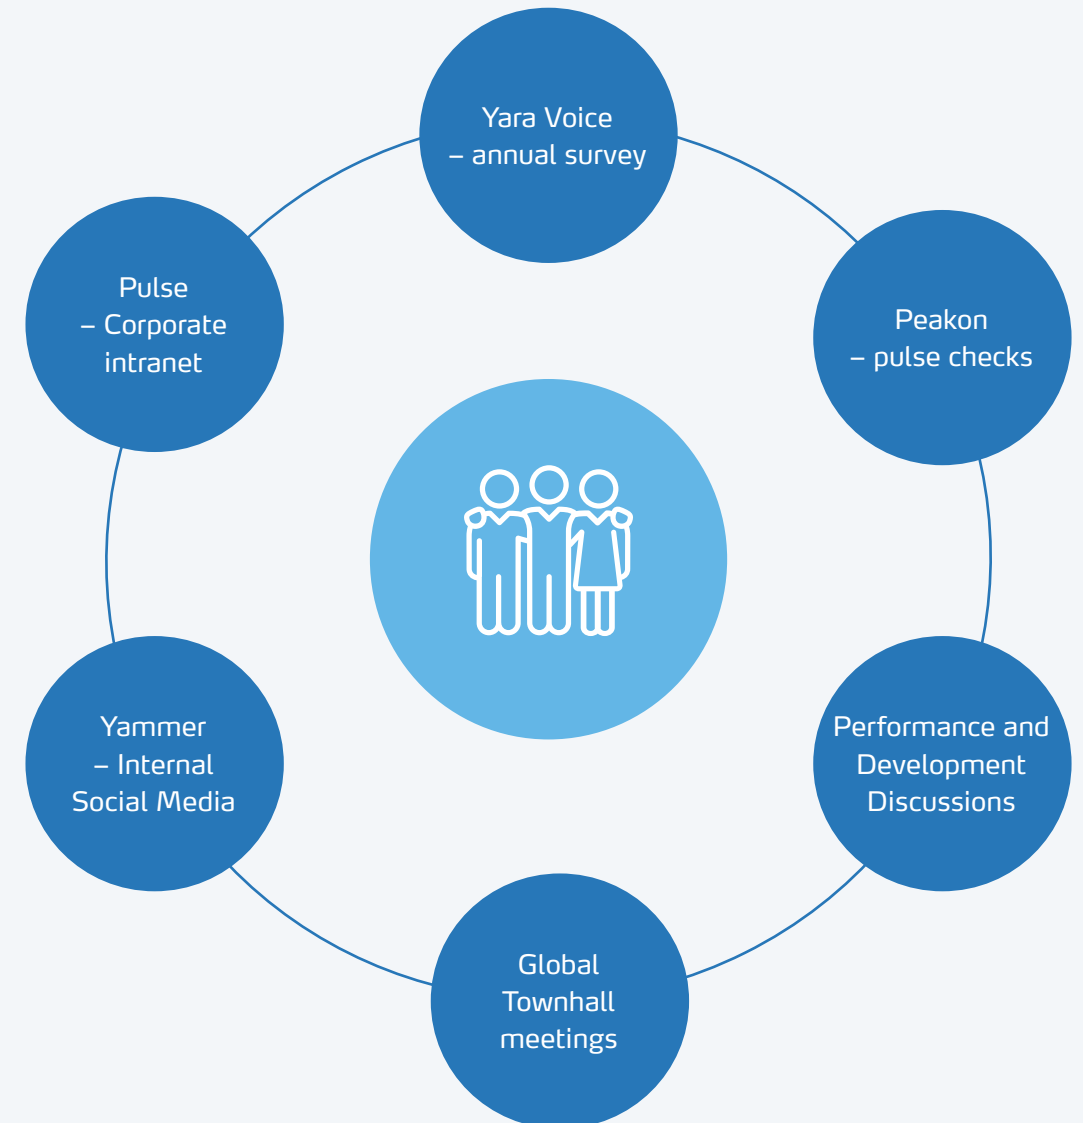 Yara Voice
– annual survey
Peakon
– pulse checks
Performance and
Development
Discussions
Global
Townhall
meetings
Yammer
– Internal
Social Media
Pulse
– Corporate
intranet